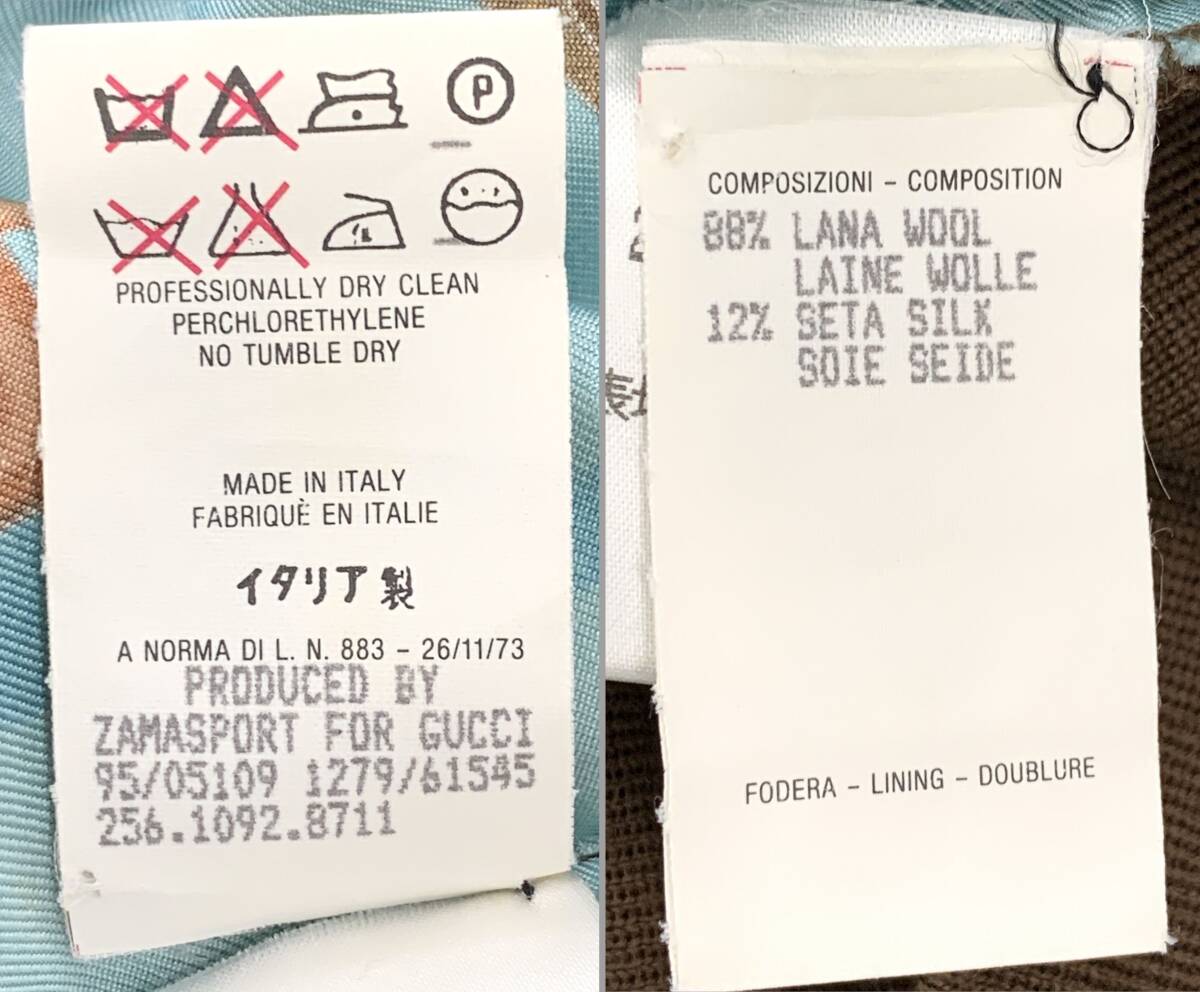 P
PROFESSIONALLY DRY CLEAN
PERCHLORETHYLENE
NO TUMBLE DRY
MADE IN ITALY
FABRIQUÈ EN ITALIE
イタリア製
A NORMA DI L. N. 883 - 26/11/73
PRODUCED BY
ZAMASPORT FOR GUCCI
95/05109 1279/61545
256.1092.8711
COMPOSIZIONI - COMPOSITION
88% LANA WOOL
LAINE WOLLE
12% SETA SILK
SOIE SEIDE
FODERA - LINING - DOUBLURE